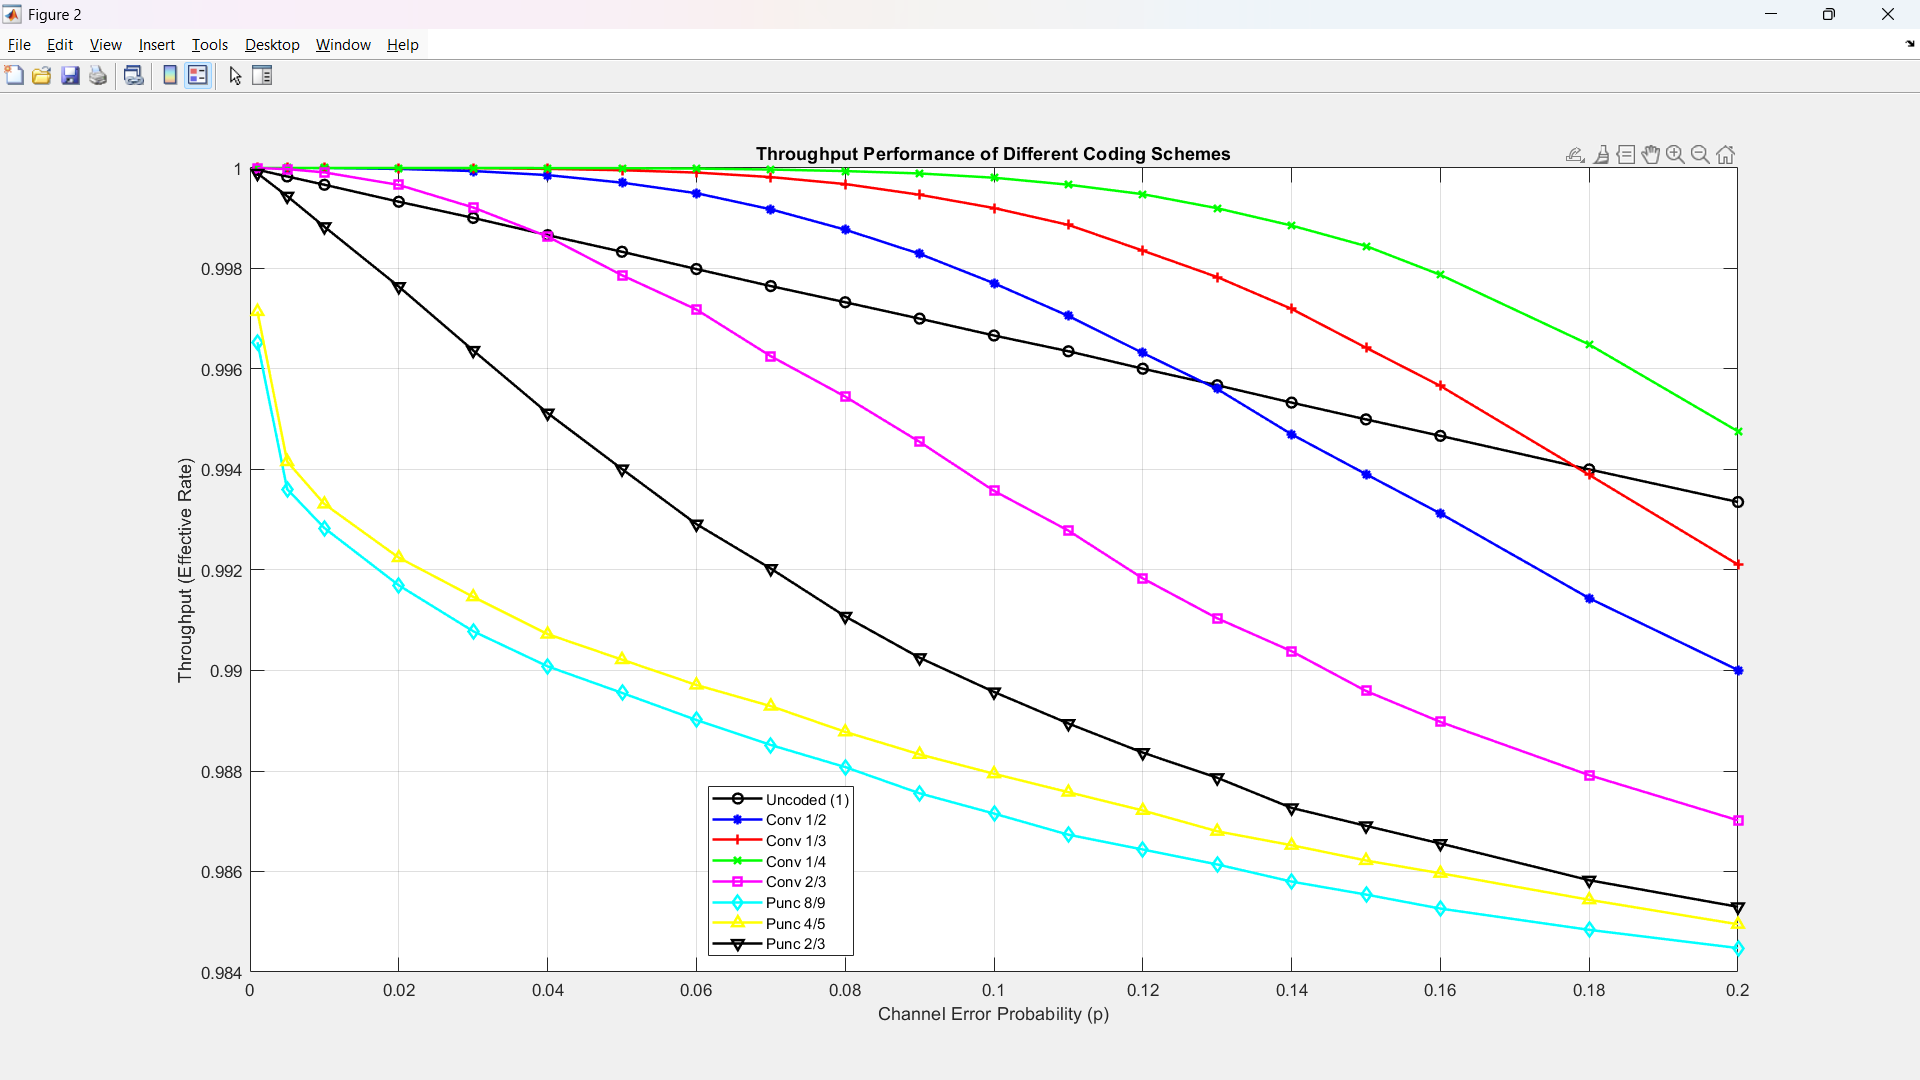 Figure 2
File Edit View Insert Tools Desktop Window Help
Throughput Performance of Different Coding Schemes
1
0.998
0.996
0.994
0.992
0.99
0.988
0.986
0.984
Throughput (Effective Rate)
Uncoded (1)
Conv 1/2
Conv 1/3
Conv 1/4
Conv 2/3
Punc 8/9
Punc 4/5
Punc 2/3
0 0.02 0.04 0.06 0.08 0.1 0.12 0.14 0.16 0.18 0.2
Channel Error Probability (p)